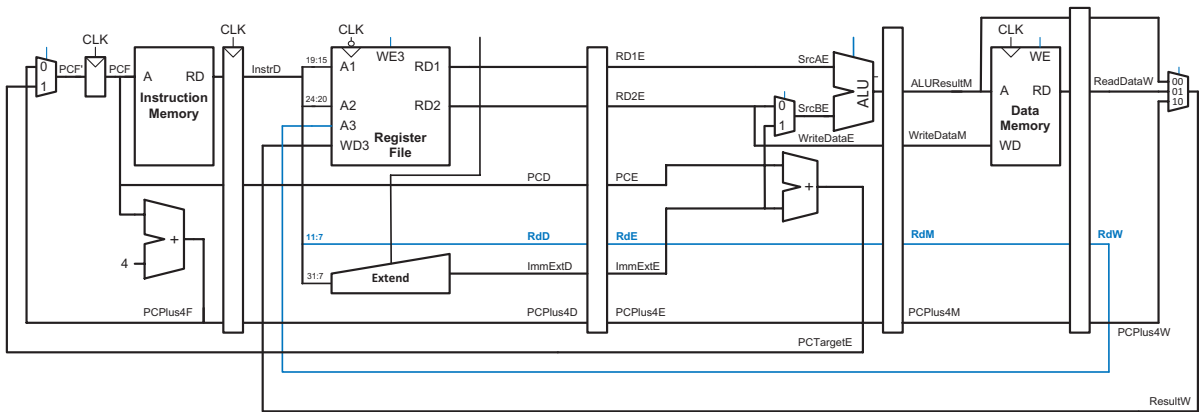 CLK
CLK
CLK
CLK
0
1
PCF'
PCF
A
RD
Instruction
Memory
InstrD
19:15
24:20
A1
A2
A3
WD3
WE3
RD1
RD2
Register
File
RD1E
RD2E
SrcAE
0
1
SrcBE
ALU
WriteDataE
ALUResultM
WriteDataM
WE
A
RD
Data
Memory
WD
ReadDataW
00
01
10
PCD
PCE
+
+
4
11:7
RdD
RdE
RdM
RdW
31:7
Extend
ImmExtD
ImmExtE
PCPlus4F
PCPlus4D
PCPlus4E
PCPlus4M
PCPlus4W
PCTargetE
ResultW